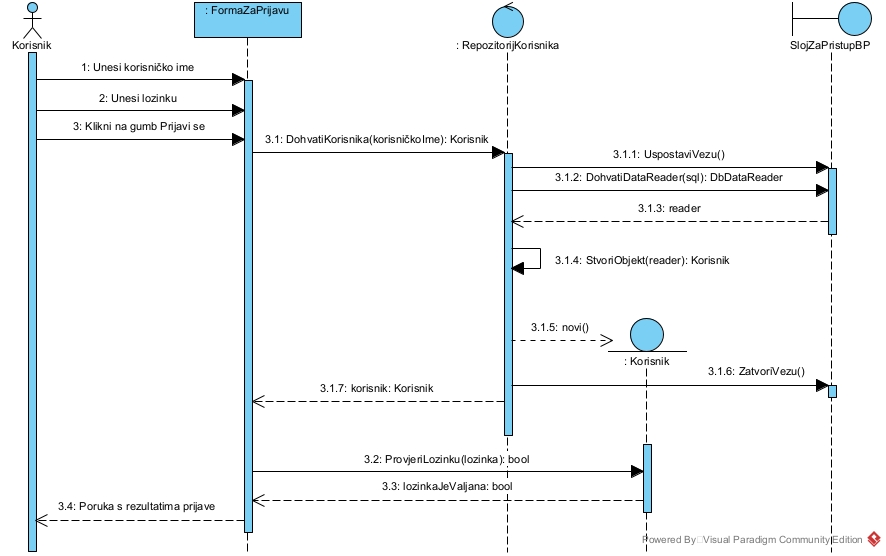 : FormaZaPrijavu
Korisnik
: RepozitorijKorisnika
SlojZaPristupBP
1: Unesi korisničko ime
2: Unesi lozinku
3: Klikni na gumb Prijavi se
3.1: DohvatiKorisnika(korisničkoIme): Korisnik
3.1.1: UspostaviVezu()
3.1.2: DohvatiDataReader(sql): DbDataReader
3.1.3: reader
3.1.4: StvoriObjekt(reader): Korisnik
3.1.5: novi()
: Korisnik
3.1.6: ZatvoriVezu()
3.1.7: korisnik: Korisnik
3.2: ProvjeriLozinku(lozinka): bool
3.3: lozinkaJeValjana: bool
3.4: Poruka s rezultatima prijave
Powered By Visual Paradigm Community Edition